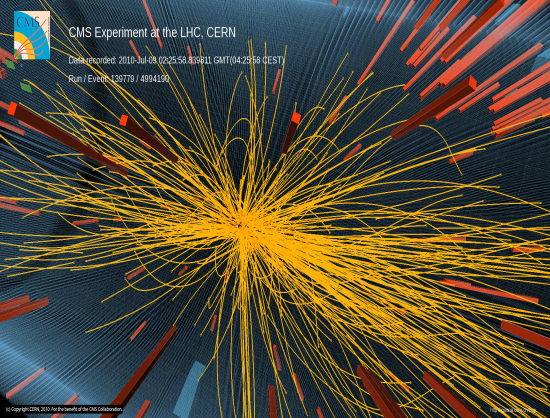 CMS
CMS Experiment at the LHC, CERN
Data recorded: 2010-Jul-09 02:25:58.839811 GMT(04:25:58 CEST)
Run / Event: 139779 / 4994190
(c) Copyright CERN, 2010. For the benefit of the CMS Collaboration.